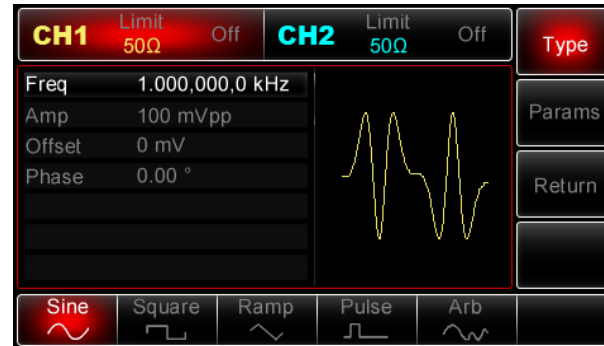 CH1 Limit 50Ω Off CH2 Limit 50Ω Off
Type
Freq 1.000,000,0 kHz
Amp 100 mVpp
Offset 0 mV
Phase 0.00 °
Params
Return
Sine Square Ramp Pulse Arb